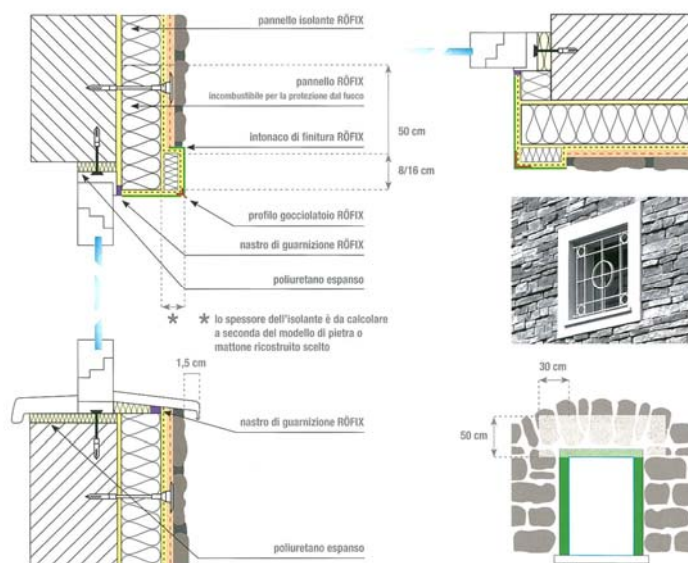 pannello isolante RÖFIX
pannello RÖFIX
incombustibile per la protezione dal fuoco
50 cm
intonaco di finitura RÖFIX
8/16 cm
profilo gocciolatoio RÖFIX
nastro di guarnizione RÖFIX
poliuretano espanso
* * lo spessore dell'isolante è da calcolare
a seconda del modello di pietra o
mattone ricostruito scelto
1,5 cm
nastro di guarnizione RÖFIX
poliuretano espanso
30 cm
50 cm